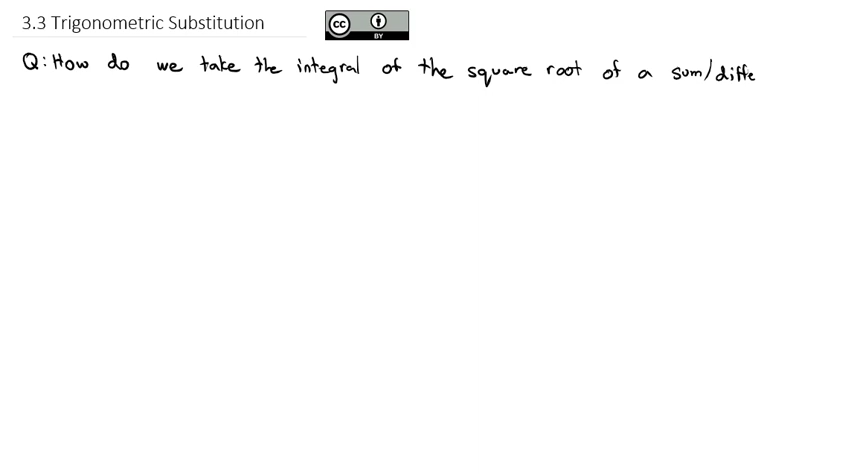 3.3 Trigonometric Substitution
cc BY
Q: How do we take the integral of the square root of a sum/diffe